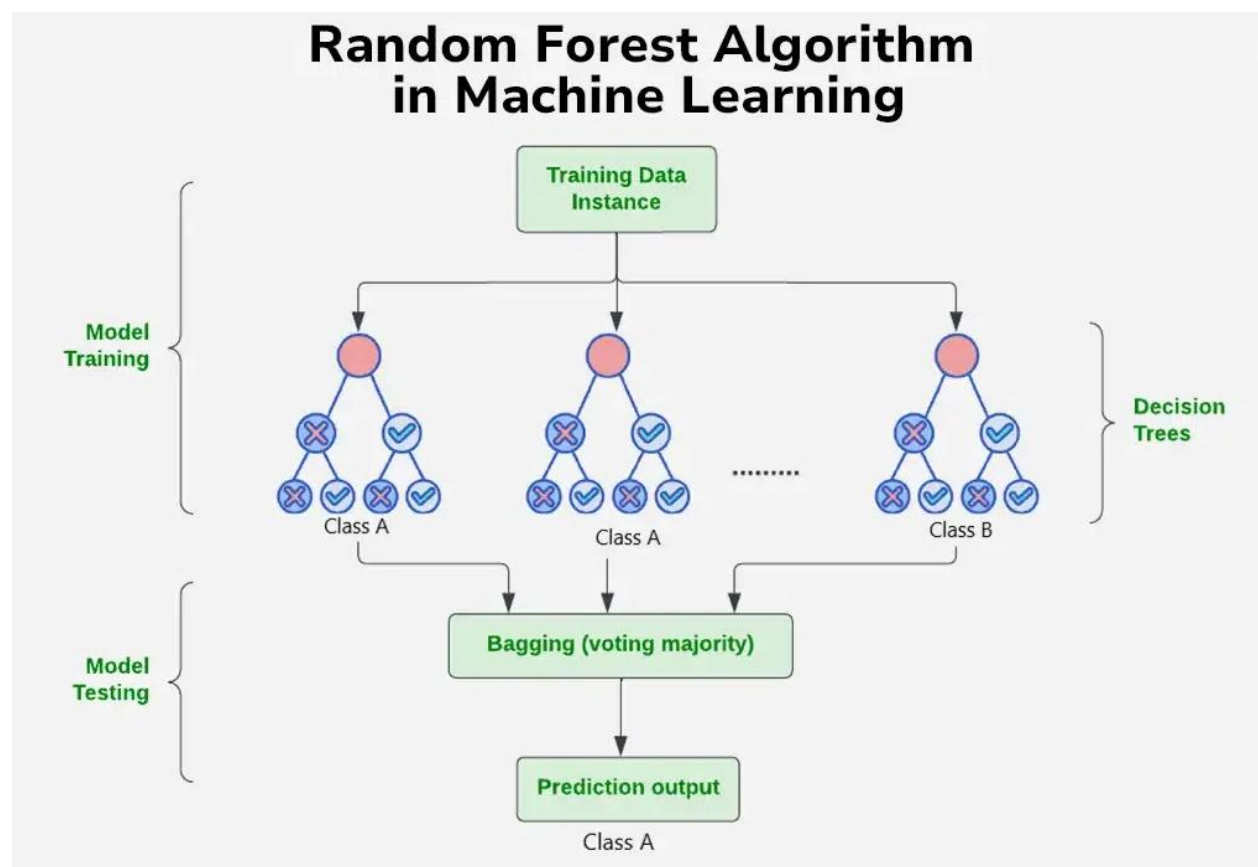 Random Forest Algorithm
in Machine Learning
Training Data
Instance
Model
Training
Decision
Trees
.........
Class A
Class A
Class B
Bagging (voting majority)
Model
Testing
Prediction output
Class A